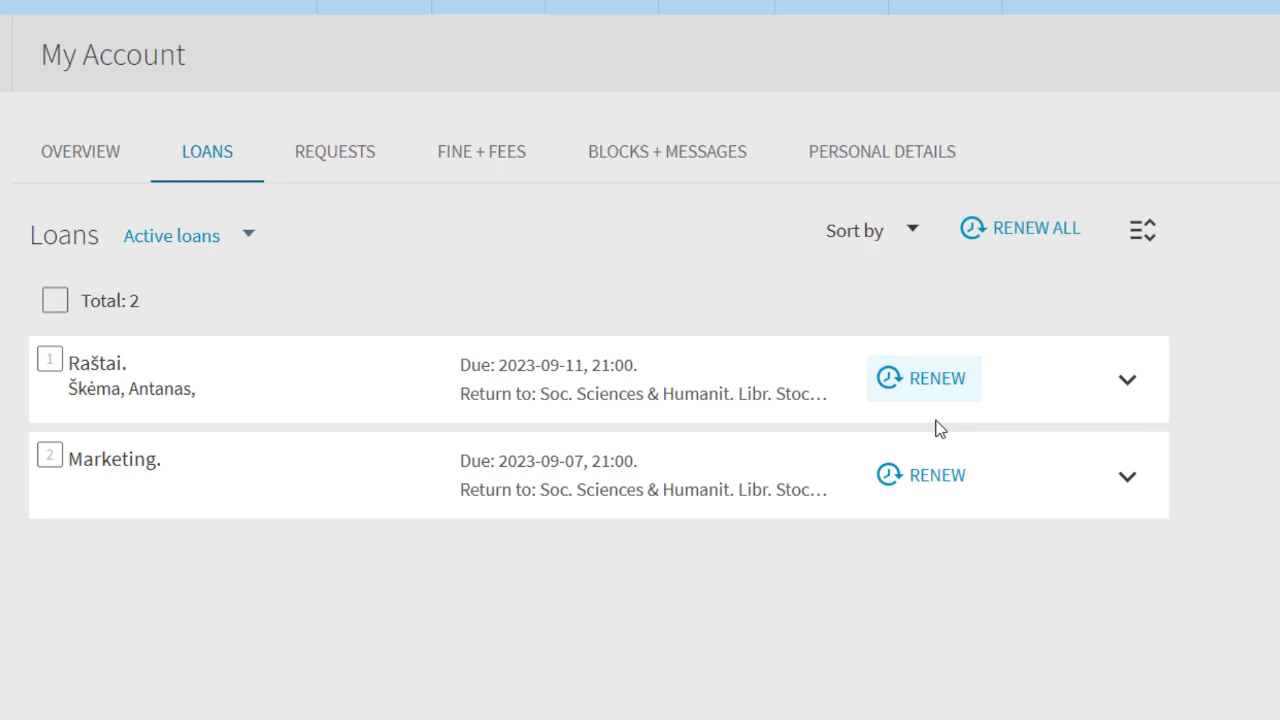 My Account
OVERVIEW LOANS REQUESTS FINE + FEES BLOCKS + MESSAGES PERSONAL DETAILS
Loans Active loans Sort by RENEW ALL
Total: 2
1 Raštai. Due: 2023-09-11, 21:00. RENEW
Škėma, Antanas, Return to: Soc. Sciences & Humanit. Libr. Stoc...
2 Marketing. Due: 2023-09-07, 21:00. RENEW
Return to: Soc. Sciences & Humanit. Libr. Stoc...